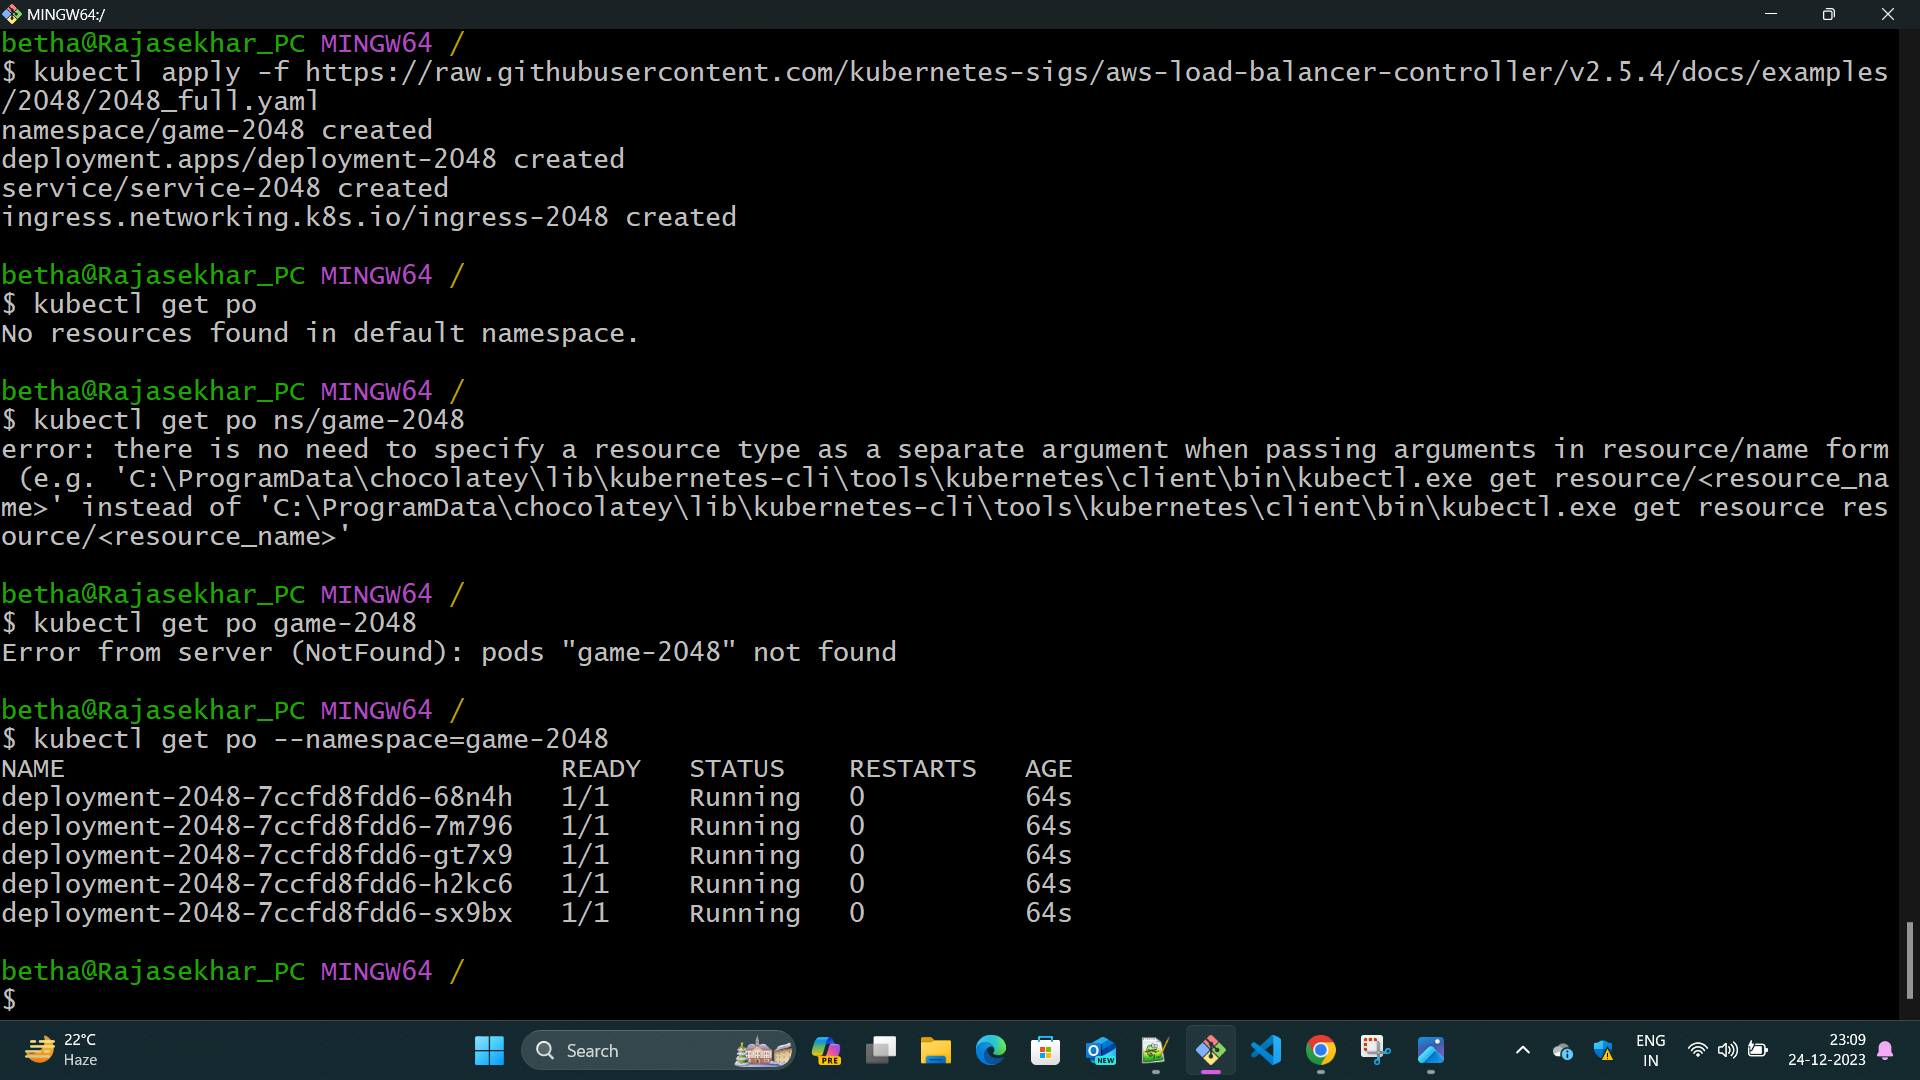 MINGW64:/
betha@Rajasekhar_PC MINGW64 /
$ kubectl apply -f https://raw.githubusercontent.com/kubernetes-sigs/aws-load-balancer-controller/v2.5.4/docs/examples
/2048/2048_full.yaml
namespace/game-2048 created
deployment.apps/deployment-2048 created
service/service-2048 created
ingress.networking.k8s.io/ingress-2048 created
betha@Rajasekhar_PC MINGW64 /
$ kubectl get po
No resources found in default namespace.
betha@Rajasekhar_PC MINGW64 /
$ kubectl get po ns/game-2048
error: there is no need to specify a resource type as a separate argument when passing arguments in resource/name form
 (e.g. 'C:\ProgramData\chocolatey\lib\kubernetes-cli\tools\kubernetes\client\bin\kubectl.exe get resource/<resource_na
me>' instead of 'C:\ProgramData\chocolatey\lib\kubernetes-cli\tools\kubernetes\client\bin\kubectl.exe get resource res
ource/<resource_name>'
betha@Rajasekhar_PC MINGW64 /
$ kubectl get po game-2048
Error from server (NotFound): pods "game-2048" not found
betha@Rajasekhar_PC MINGW64 /
$ kubectl get po --namespace=game-2048
NAME READY STATUS RESTARTS AGE
deployment-2048-7ccfd8fdd6-68n4h 1/1 Running 0 64s
deployment-2048-7ccfd8fdd6-7m796 1/1 Running 0 64s
deployment-2048-7ccfd8fdd6-gt7x9 1/1 Running 0 64s
deployment-2048-7ccfd8fdd6-h2kc6 1/1 Running 0 64s
deployment-2048-7ccfd8fdd6-sx9bx 1/1 Running 0 64s
betha@Rajasekhar_PC MINGW64 /
$
22°C
Haze
Search
PRE
NEW
ENG
IN
23:09
24-12-2023